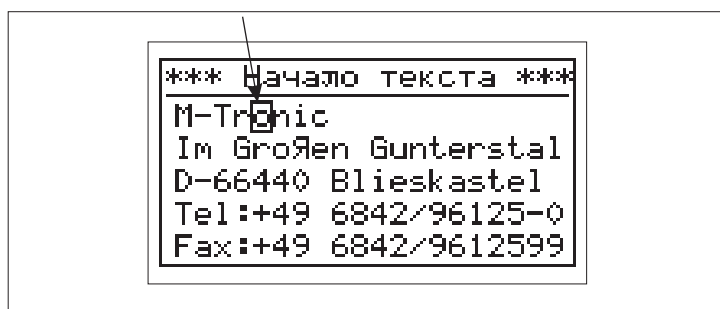 *** Начало текста ***
M-Tronic
Im GroЯen Gunterstal
D-66440 Blieskastel
Tel:+49 6842/96125-0
Fax:+49 6842/9612599